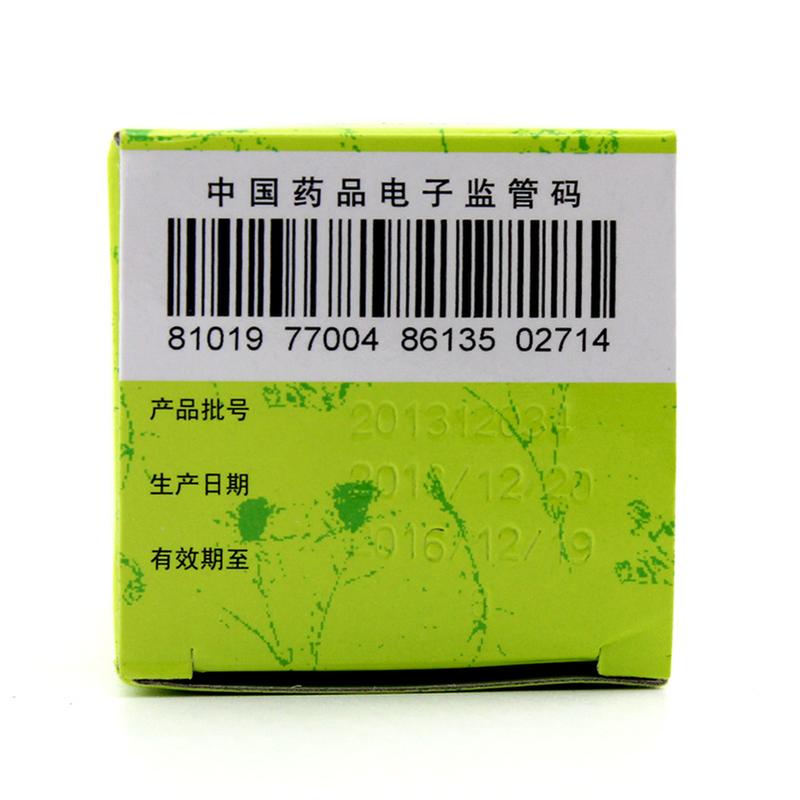 中国药品电子监管码
81019 77004 86135 02714
产品批号 201312034
生产日期 2013/12/20
有效期至 2016/12/19